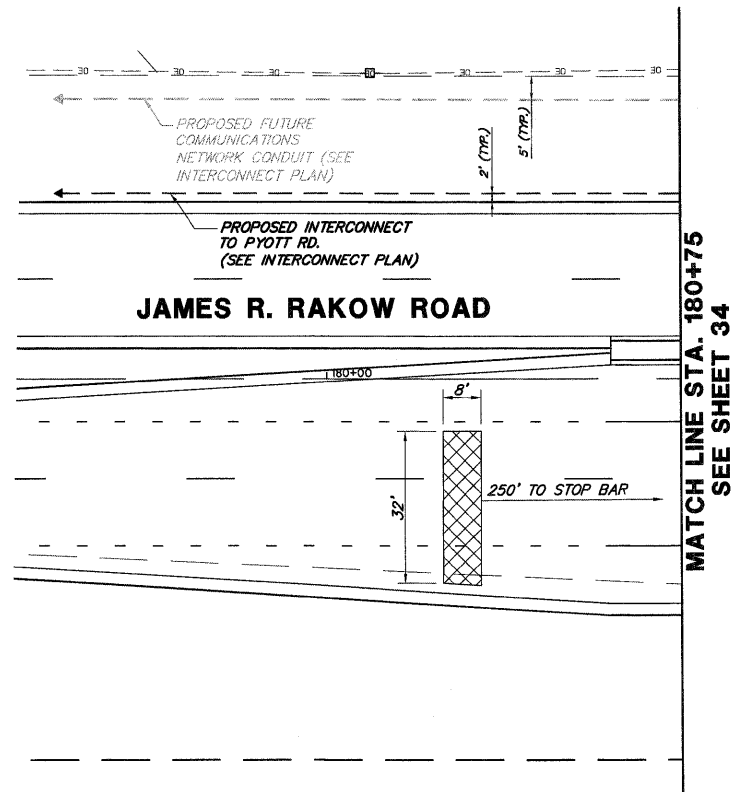 30 30 30 30 30 30 30
PROPOSED FUTURE
COMMUNICATIONS
NETWORK CONDUIT (SEE
INTERCONNECT PLAN)
2' (TYP.)
5' (TYP.)
PROPOSED INTERCONNECT
TO PYOTT RD.
(SEE INTERCONNECT PLAN)
JAMES R. RAKOW ROAD
180+00
8'
32'
250' TO STOP BAR
MATCH LINE STA. 180+75
SEE SHEET 34